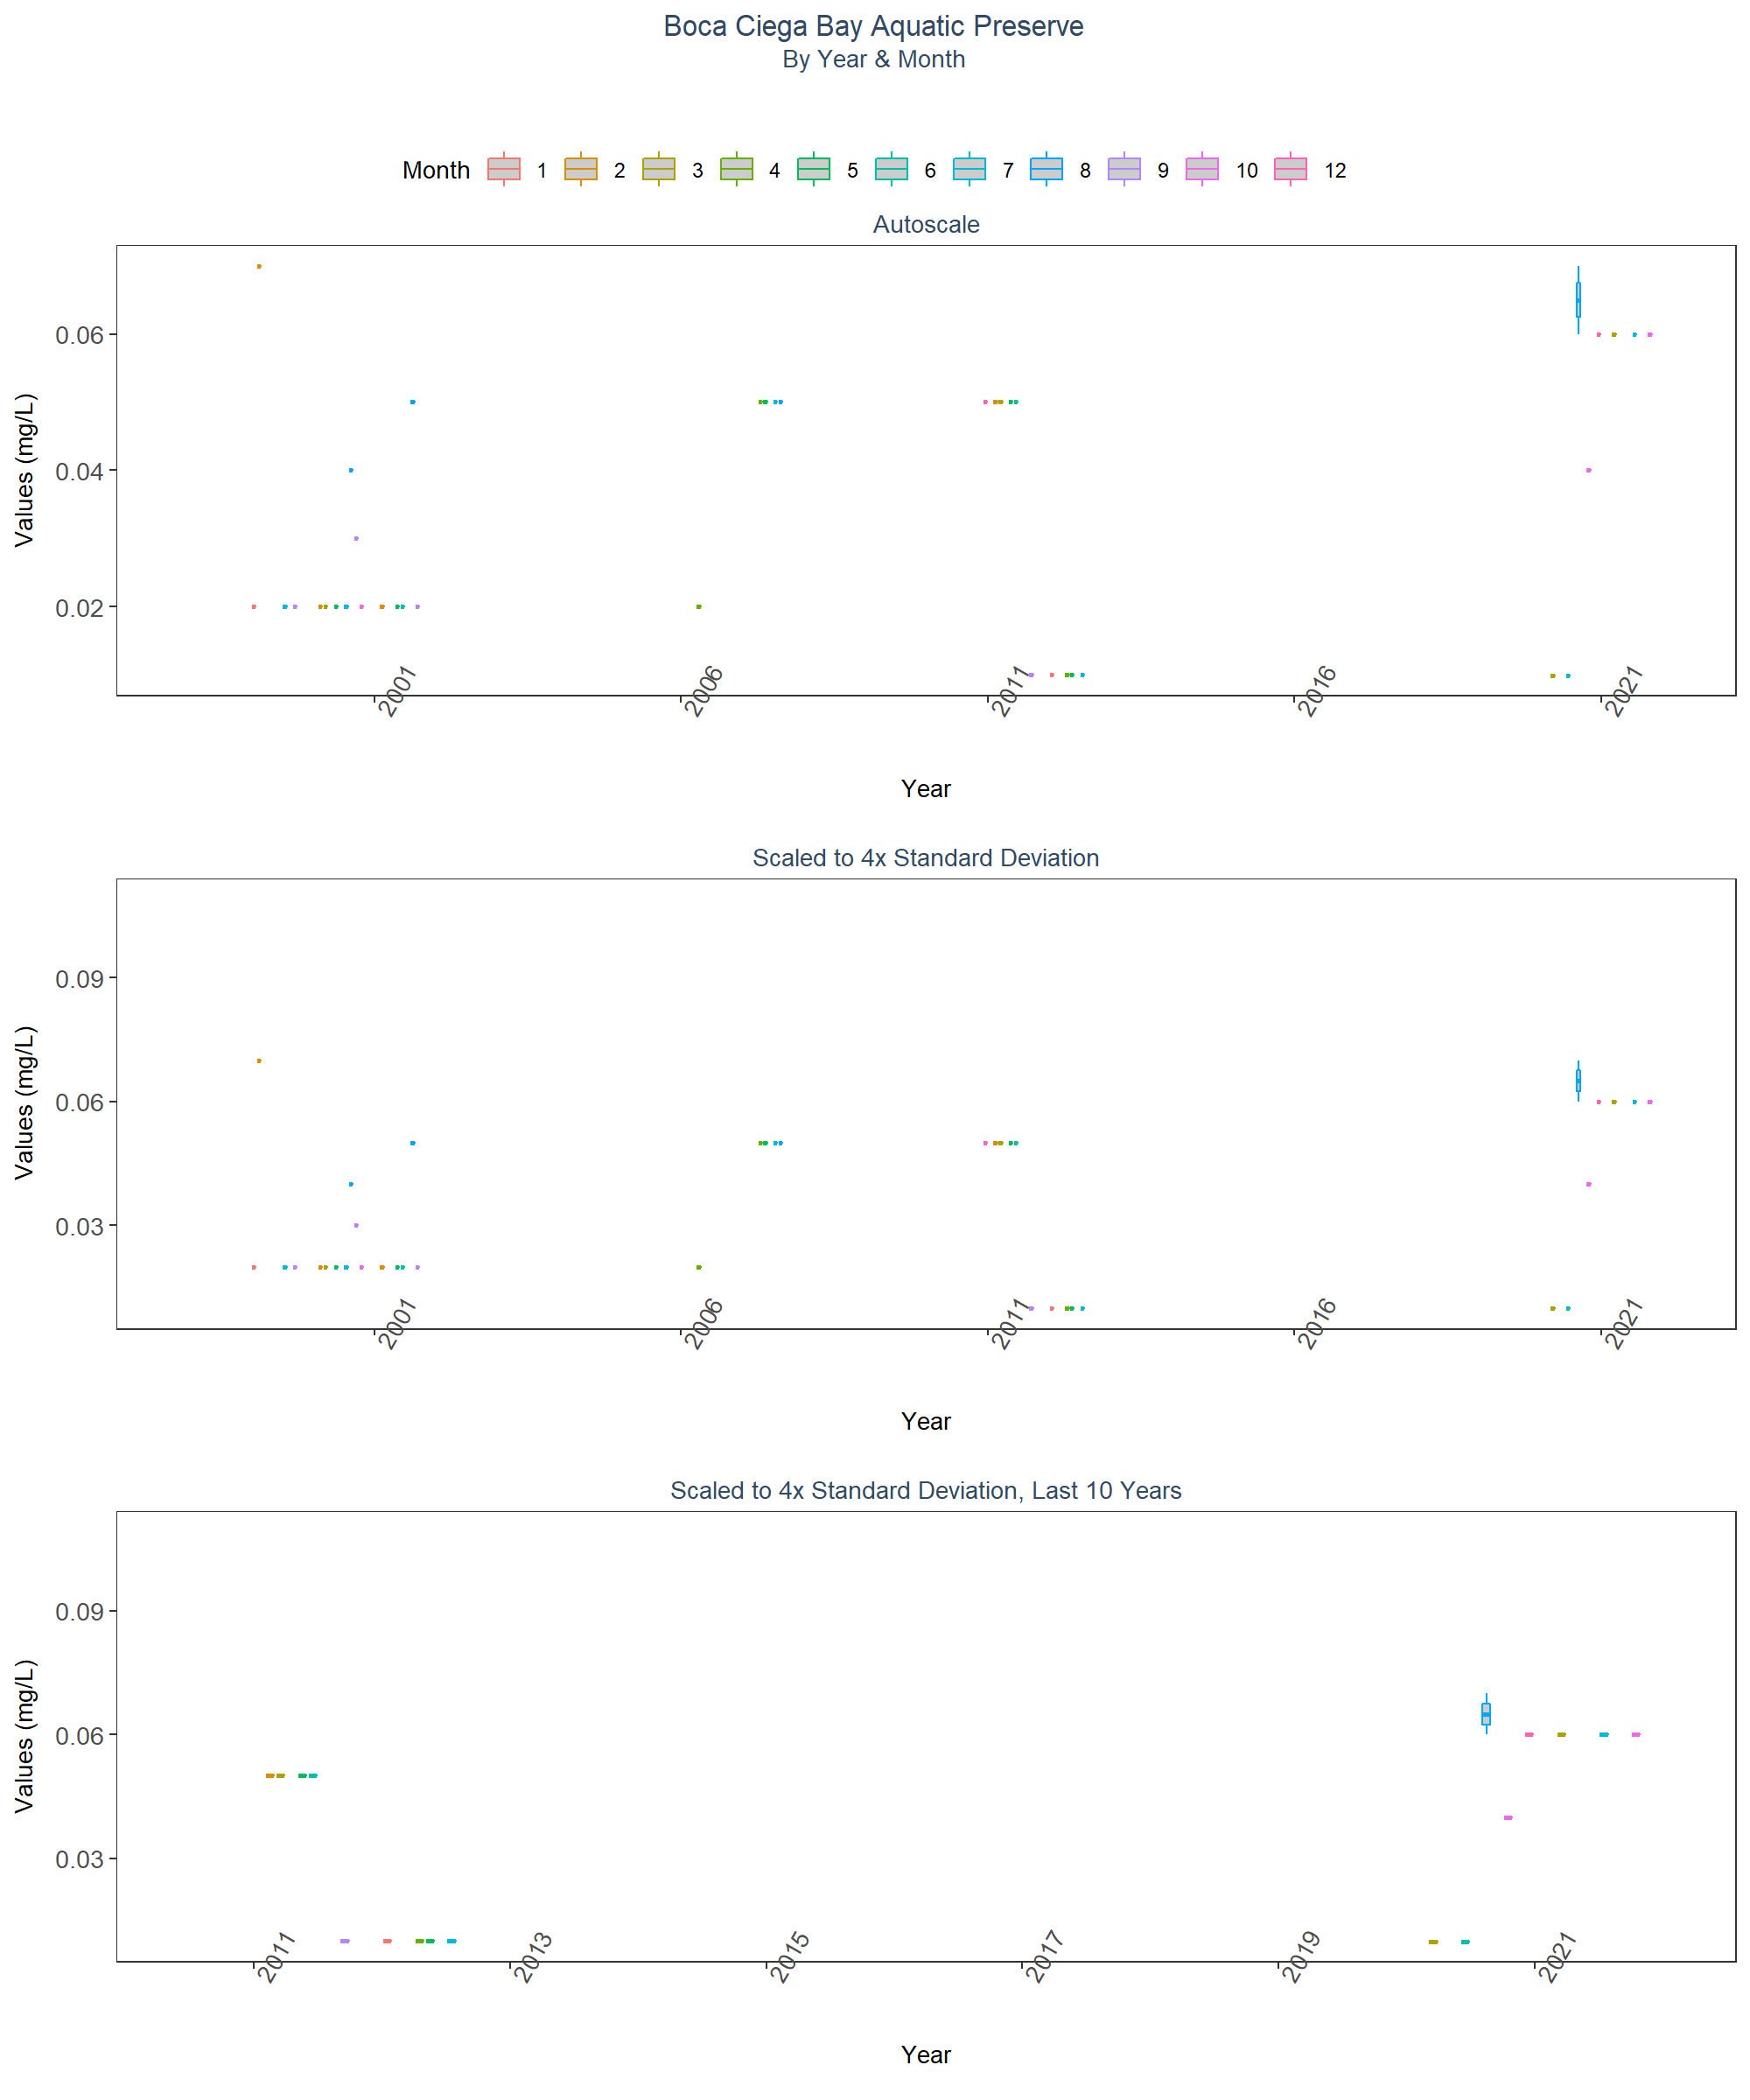 Boca Ciega Bay Aquatic Preserve
By Year & Month
Month 1 2 3 4 5 6 7 8 9 10 12
Autoscale
Values (mg/L)
0.06
0.04
0.02
2001 2006 2011 2016 2021
Year
Scaled to 4x Standard Deviation
Values (mg/L)
0.09
0.06
0.03
2001 2006 2011 2016 2021
Year
Scaled to 4x Standard Deviation, Last 10 Years
Values (mg/L)
0.09
0.06
0.03
2011 2013 2015 2017 2019 2021
Year